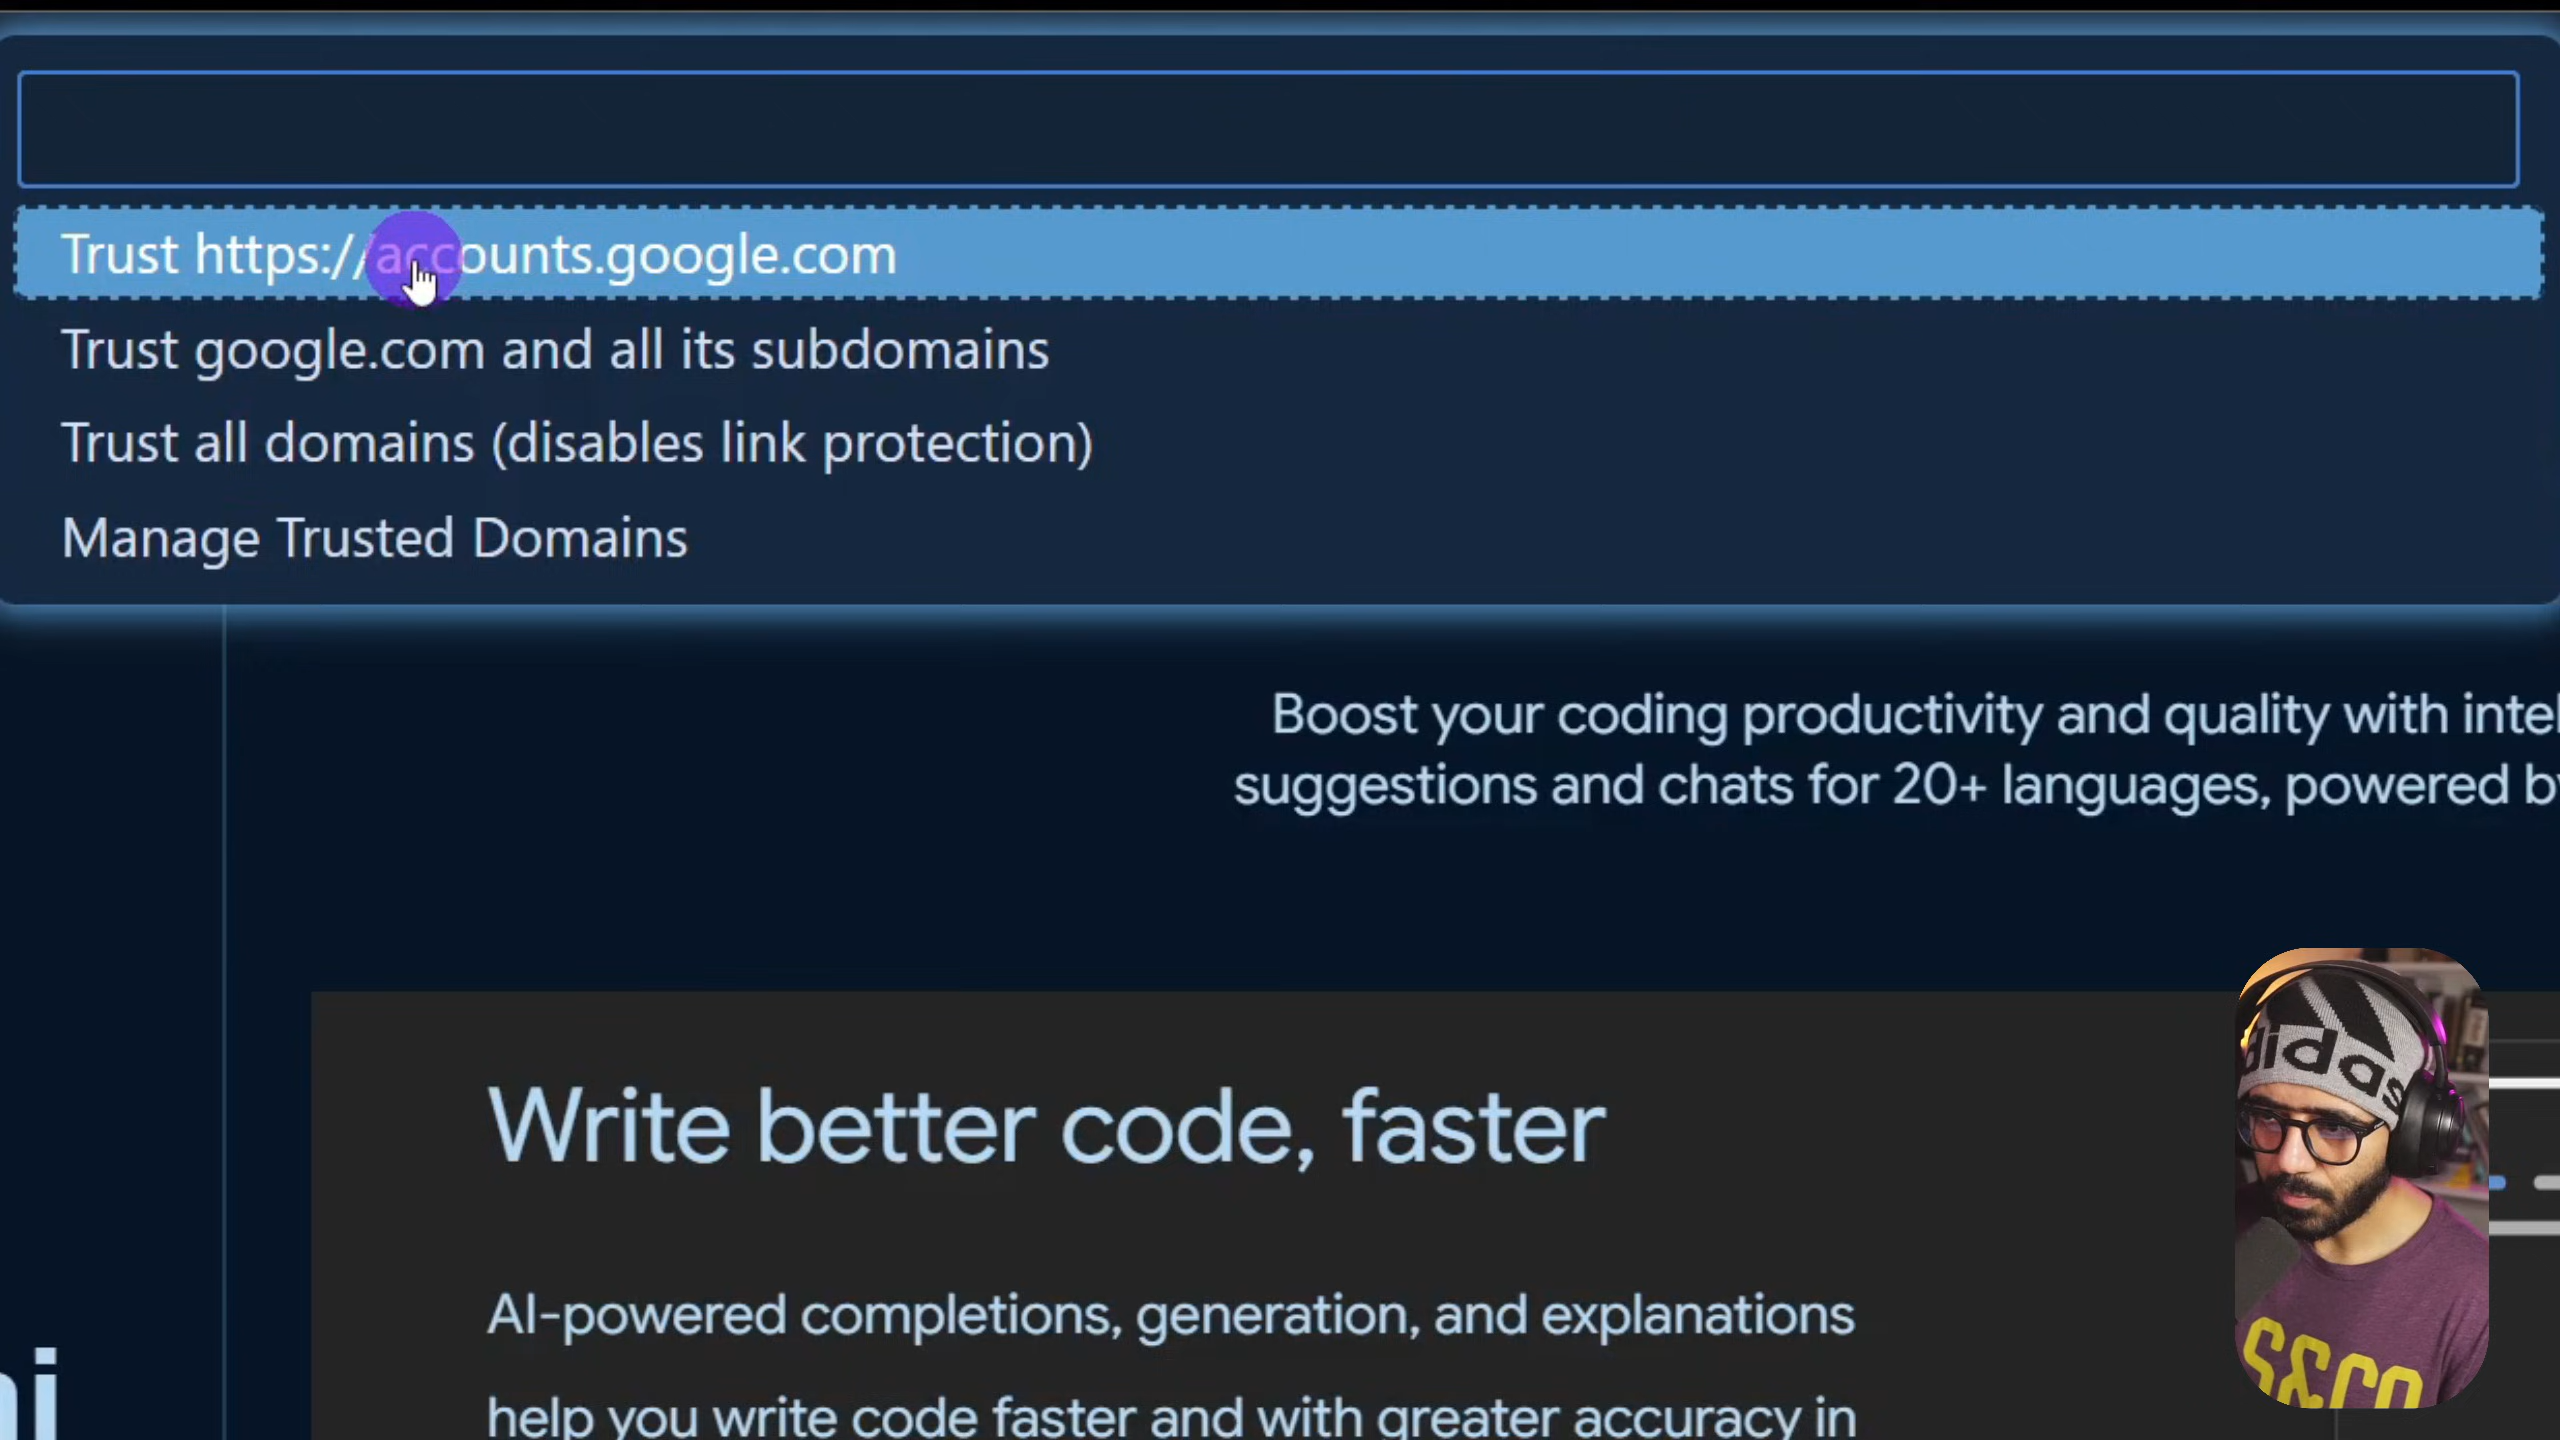 Trust https://accounts.google.com
Trust google.com and all its subdomains
Trust all domains (disables link protection)
Manage Trusted Domains
Boost your coding productivity and quality with intel
suggestions and chats for 20+ languages, powered by
Write better code, faster
AI-powered completions, generation, and explanations
help you write code faster and with greater accuracy in
adidas